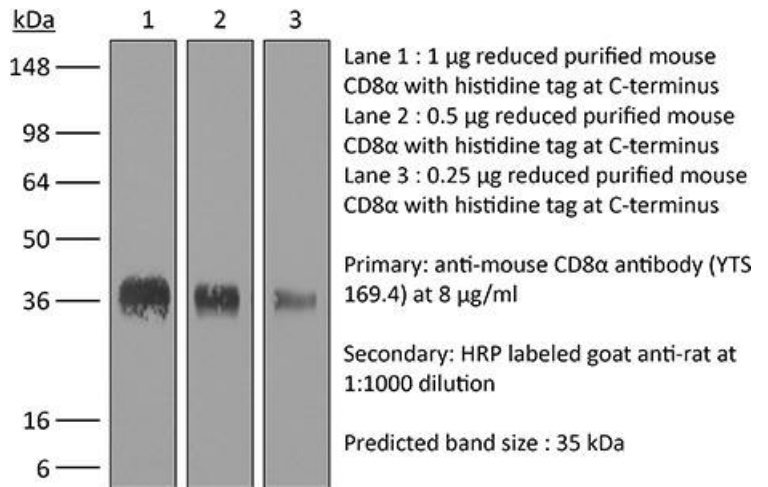 kDa 1 2 3
148
98
64
50
36
16
6
Lane 1 : 1 µg reduced purified mouse
CD8α with histidine tag at C-terminus
Lane 2 : 0.5 µg reduced purified mouse
CD8α with histidine tag at C-terminus
Lane 3 : 0.25 µg reduced purified mouse
CD8α with histidine tag at C-terminus
Primary: anti-mouse CD8α antibody (YTS
169.4) at 8 µg/ml
Secondary: HRP labeled goat anti-rat at
1:1000 dilution
Predicted band size : 35 kDa